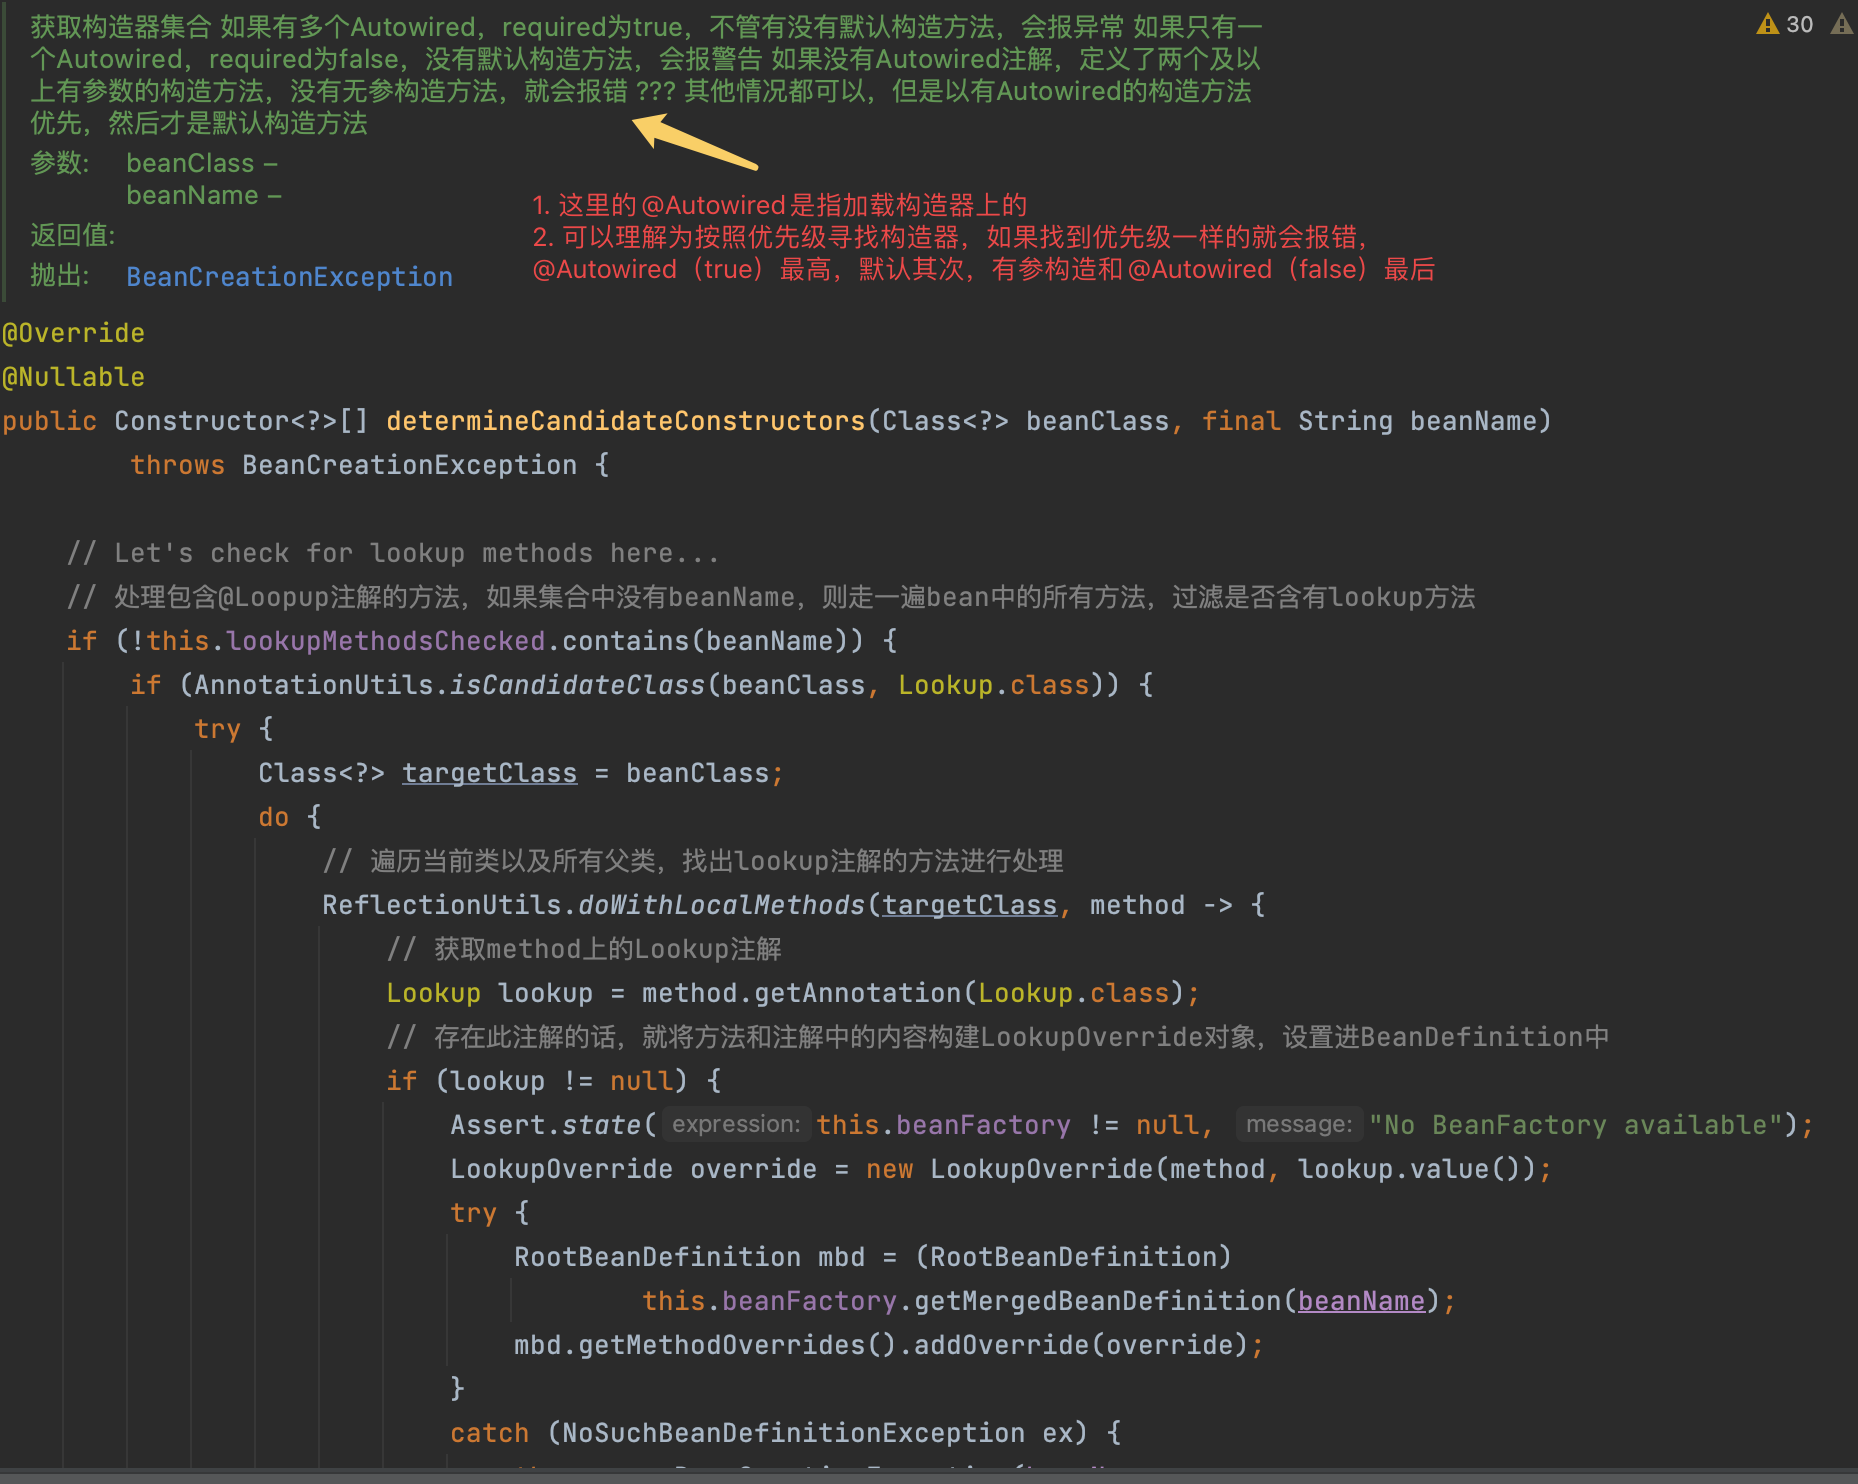 获取构造器集合 如果有多个Autowired，required为true，不管有没有默认构造方法，会报异常 如果只有一
30
个Autowired，required为false，没有默认构造方法，会报警告 如果没有Autowired注解，定义了两个及以
上有参数的构造方法，没有无参构造方法，就会报错 ??? 其他情况都可以，但是以有Autowired的构造方法
优先，然后才是默认构造方法
参数: beanClass –
beanName –
返回值:
抛出: BeanCreationException
1. 这里的 @Autowired 是指加载构造器上的
2. 可以理解为按照优先级寻找构造器，如果找到优先级一样的就会报错，
@Autowired（true）最高，默认其次，有参构造和 @Autowired（false）最后
@Override
@Nullable
public Constructor<?>[] determineCandidateConstructors(Class<?> beanClass, final String beanName)
throws BeanCreationException {
// Let's check for lookup methods here...
// 处理包含@Loopup注解的方法，如果集合中没有beanName，则走一遍bean中的所有方法，过滤是否含有lookup方法
if (!this.lookupMethodsChecked.contains(beanName)) {
if (AnnotationUtils.isCandidateClass(beanClass, Lookup.class)) {
try {
Class<?> targetClass = beanClass;
do {
// 遍历当前类以及所有父类，找出lookup注解的方法进行处理
ReflectionUtils.doWithLocalMethods(targetClass, method -> {
// 获取method上的Lookup注解
Lookup lookup = method.getAnnotation(Lookup.class);
// 存在此注解的话，就将方法和注解中的内容构建LookupOverride对象，设置进BeanDefinition中
if (lookup != null) {
Assert.state( expression: this.beanFactory != null, message: "No BeanFactory available");
LookupOverride override = new LookupOverride(method, lookup.value());
try {
RootBeanDefinition mbd = (RootBeanDefinition)
this.beanFactory.getMergedBeanDefinition(beanName);
mbd.getMethodOverrides().addOverride(override);
}
catch (NoSuchBeanDefinitionException ex) {